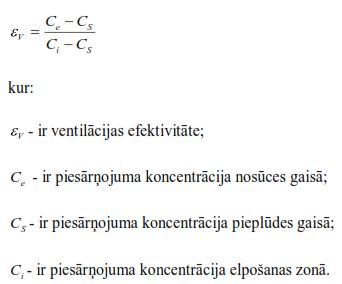 εV = (Ce − CS) / (Ci − CS)
kur:
εV - ir ventilācijas efektivitāte;
Ce - ir piesārņojuma koncentrācija nosūces gaisā;
CS - ir piesārņojuma koncentrācija pieplūdes gaisā;
Ci - ir piesārņojuma koncentrācija elpošanas zonā.